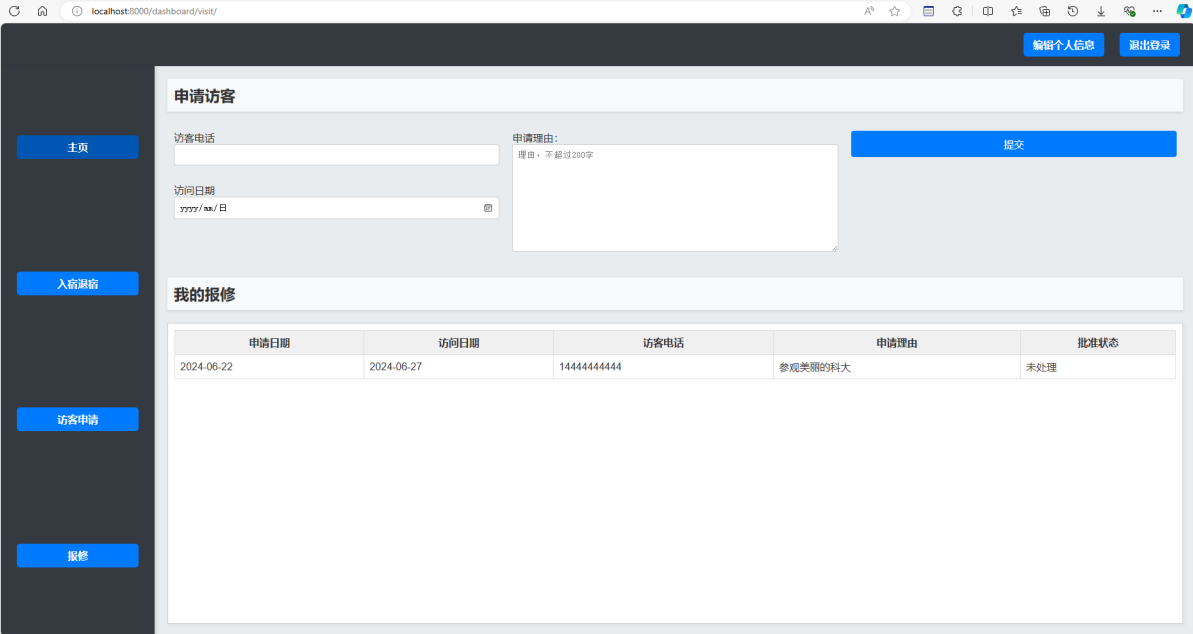 localhost:8000/dashboard/visit/
编辑个人信息 退出登录
主页
入宿退宿
访客申请
报修
申请访客
访客电话
访问日期
yyyy/mm/日
申请理由：
理由，不超过200字
提交
我的报修
申请日期 访问日期 访客电话 申请理由 批准状态
2024-06-22 2024-06-27 14444444444 参观美丽的科大 未处理